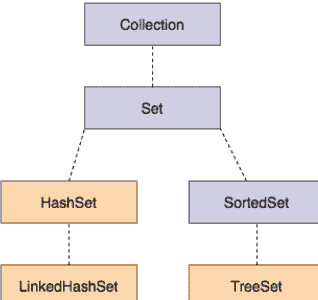 Collection
Set
HashSet
SortedSet
LinkedHashSet
TreeSet